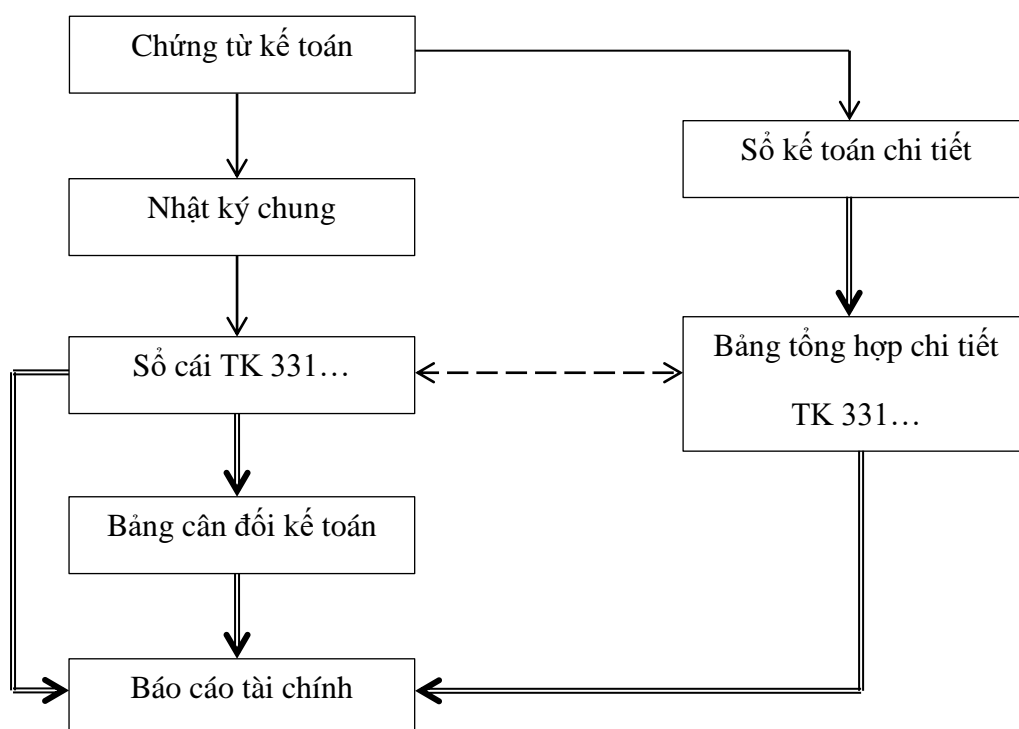 Chứng từ kế toán
Sổ kế toán chi tiết
Nhật ký chung
Sổ cái TK 331…
Bảng tổng hợp chi tiết
TK 331…
Bảng cân đối kế toán
Báo cáo tài chính